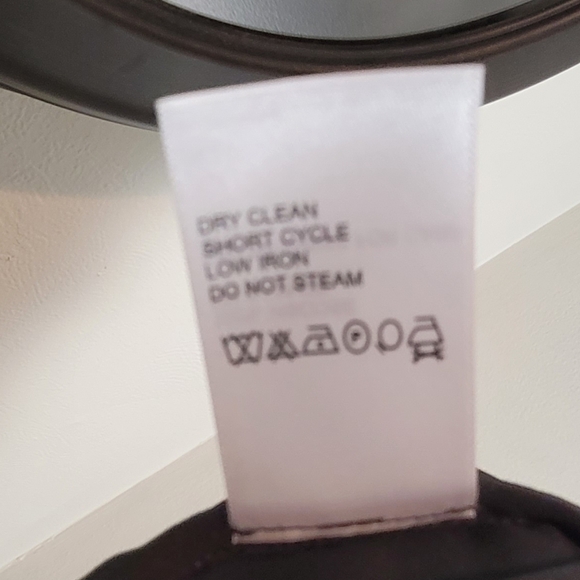 DRY CLEAN
SHORT CYCLE
LOW IRON
DO NOT STEAM